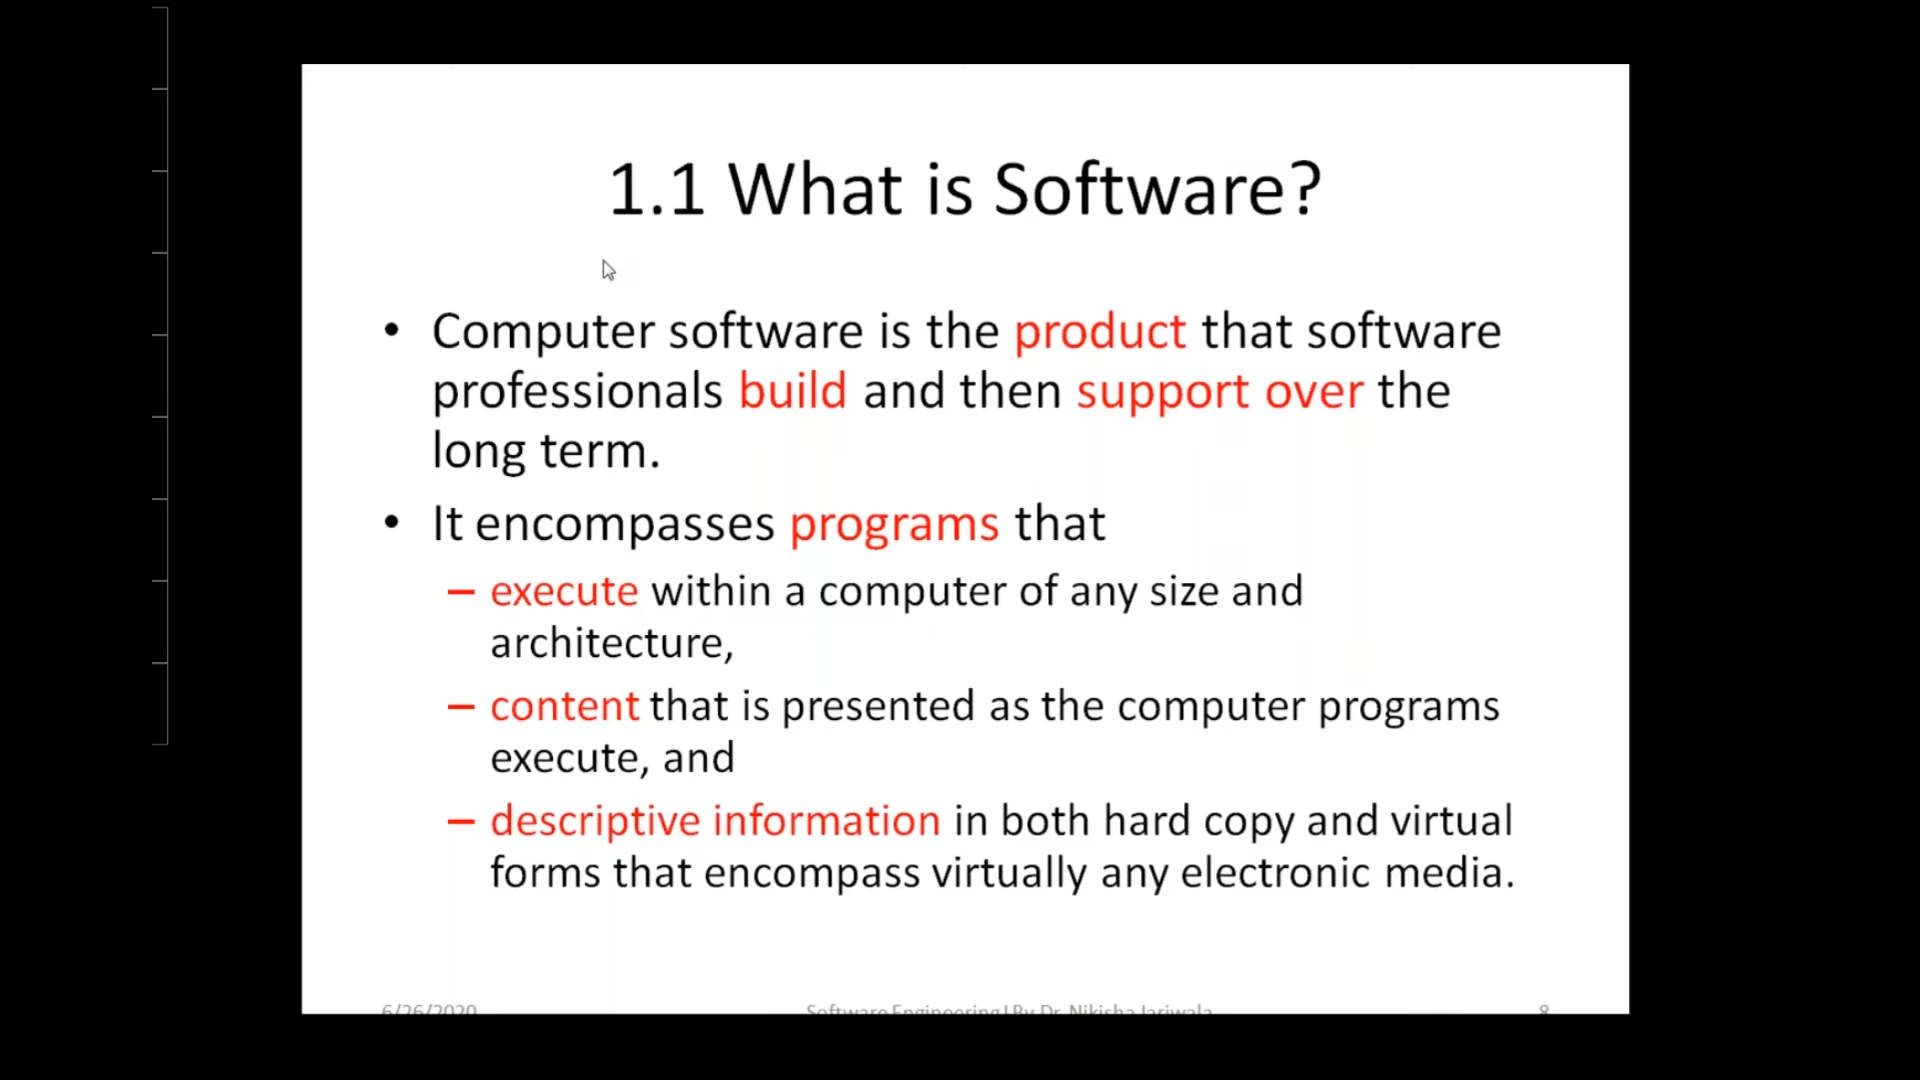 1.1 What is Software?
• Computer software is the product that software
professionals build and then support over the
long term.
• It encompasses programs that
– execute within a computer of any size and
architecture,
– content that is presented as the computer programs
execute, and
– descriptive information in both hard copy and virtual
forms that encompass virtually any electronic media.
6/26/2020 Software Engineering | By Dr. Nikisha Jariwala 8